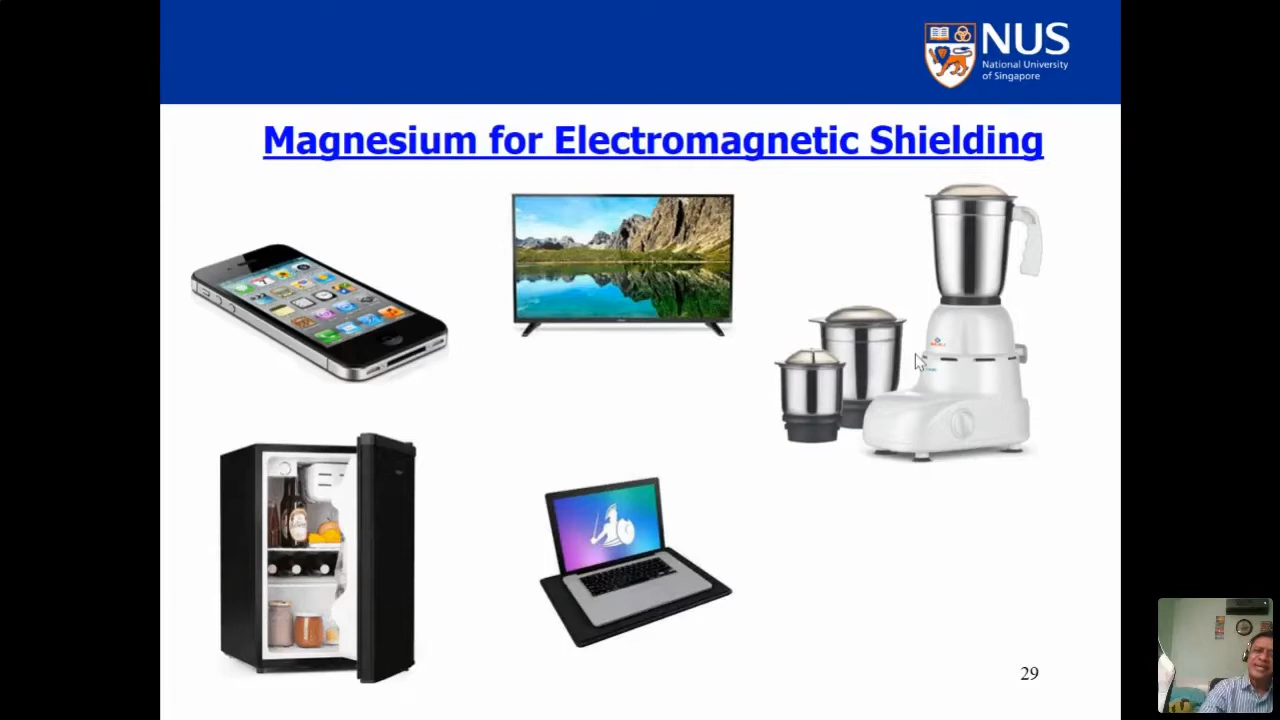 NUS
National University
of Singapore
Magnesium for Electromagnetic Shielding
29